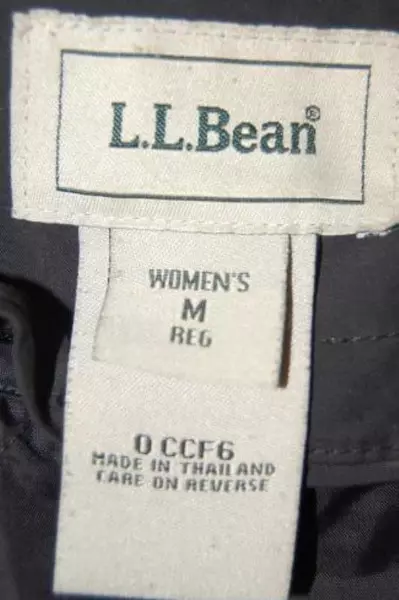 L.L.Bean®
WOMEN'S
M
REG
0 CCF6
MADE IN THAILAND
CARE ON REVERSE